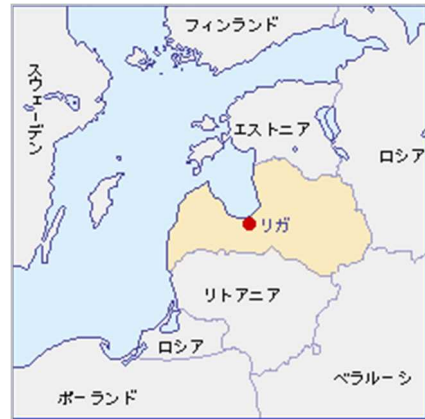 フィンランド
スウェーデン
エストニア
ロシア
リガ
リトアニア
ロシア
ベラルーシ
ポーランド